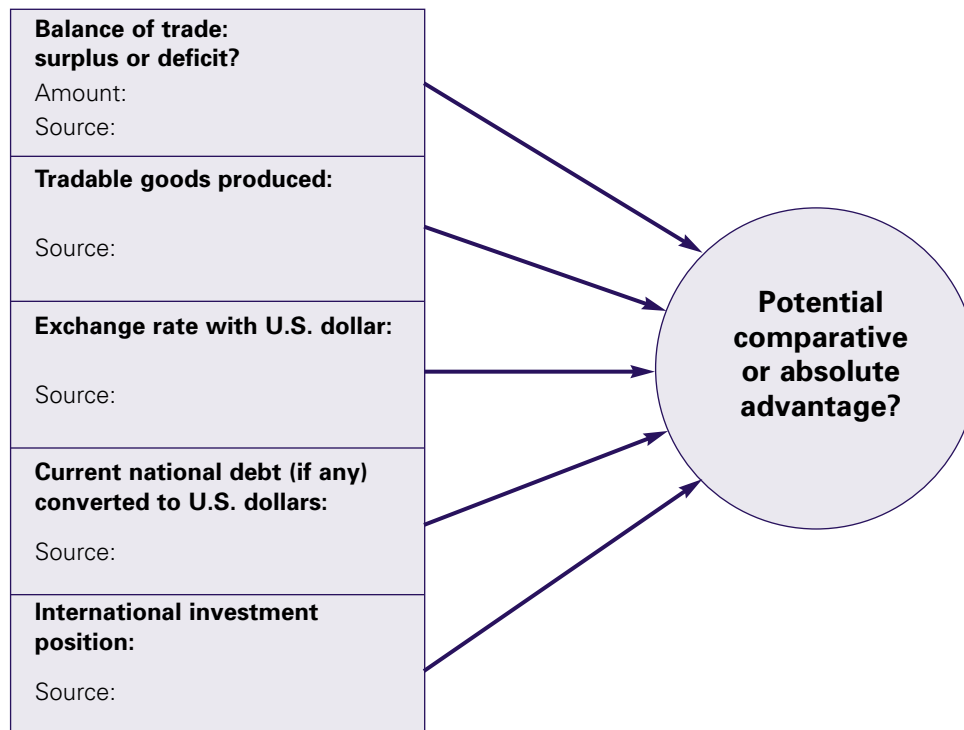 Balance of trade:
surplus or deficit?
Amount:
Source:
Tradable goods produced:
Source:
Exchange rate with U.S. dollar:
Source:
Current national debt (if any)
converted to U.S. dollars:
Source:
International investment
position:
Source:
Potential
comparative
or absolute
advantage?